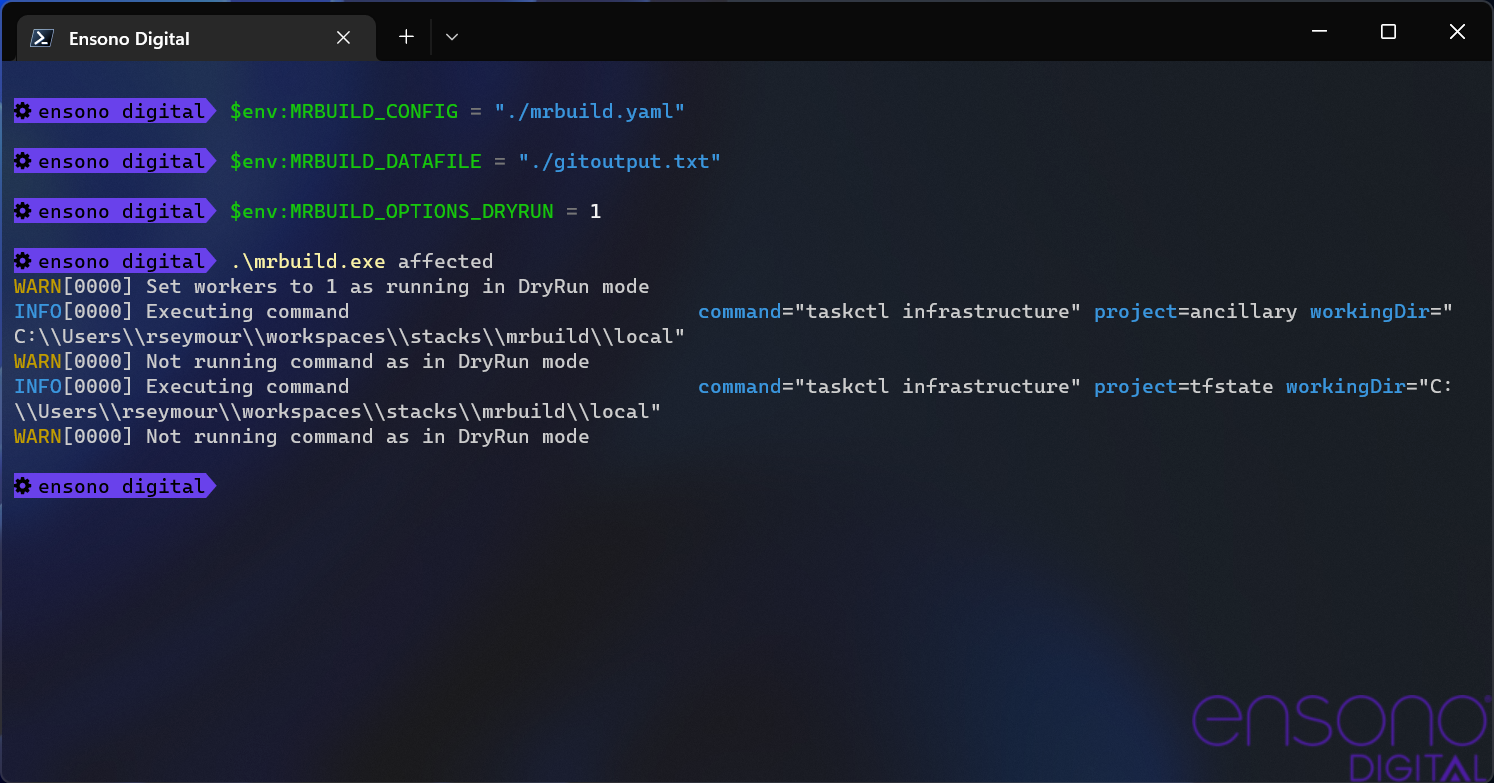 Ensono Digital
ensono digital $env:MRBUILD_CONFIG = "./mrbuild.yaml"
ensono digital $env:MRBUILD_DATAFILE = "./gitoutput.txt"
ensono digital $env:MRBUILD_OPTIONS_DRYRUN = 1
ensono digital .\mrbuild.exe affected
WARN[0000] Set workers to 1 as running in DryRun mode
INFO[0000] Executing command command="taskctl infrastructure" project=ancillary workingDir="
C:\\Users\\rseymour\\workspaces\\stacks\\mrbuild\\local"
WARN[0000] Not running command as in DryRun mode
INFO[0000] Executing command command="taskctl infrastructure" project=tfstate workingDir="C:
\\Users\\rseymour\\workspaces\\stacks\\mrbuild\\local"
WARN[0000] Not running command as in DryRun mode
ensono digital
ensono
DIGITAL